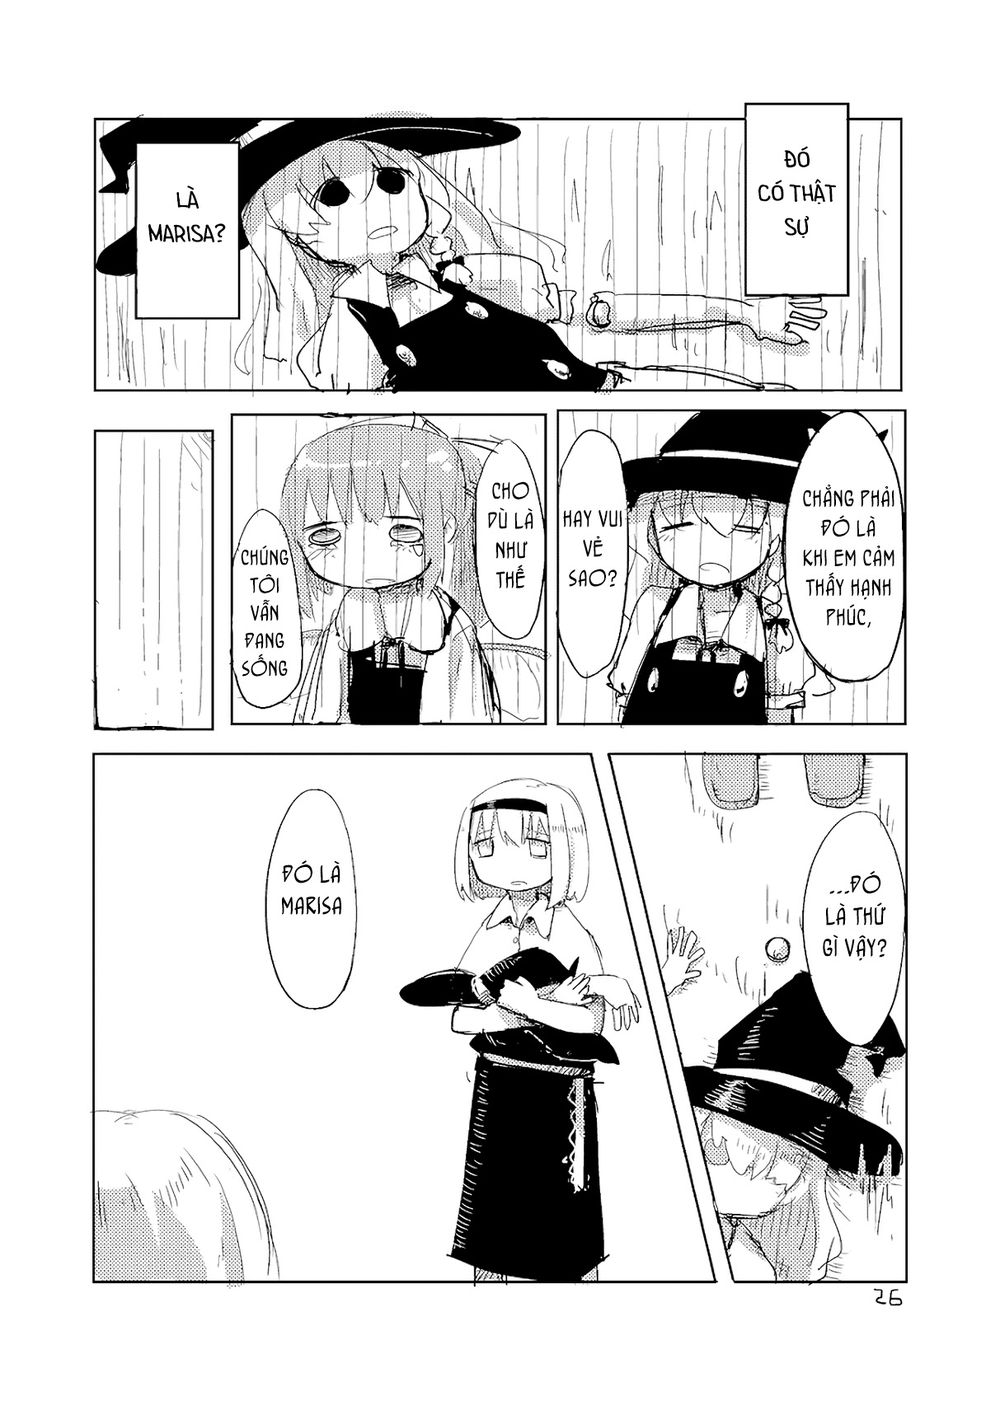 ĐÓ
CÓ THẬT
SỰ
LÀ
MARISA?
CHẲNG PHẢI
ĐÓ LÀ
KHI EM CẢM
THẤY HẠNH
PHÚC,
HAY VUI
VẺ
SAO?
CHO
DÙ LÀ
NHƯ
THẾ
CHÚNG
TÔI
VẪN
ĐANG
SỐNG
....ĐÓ
LÀ THỨ
GÌ VẬY?
ĐÓ LÀ
MARISA
26